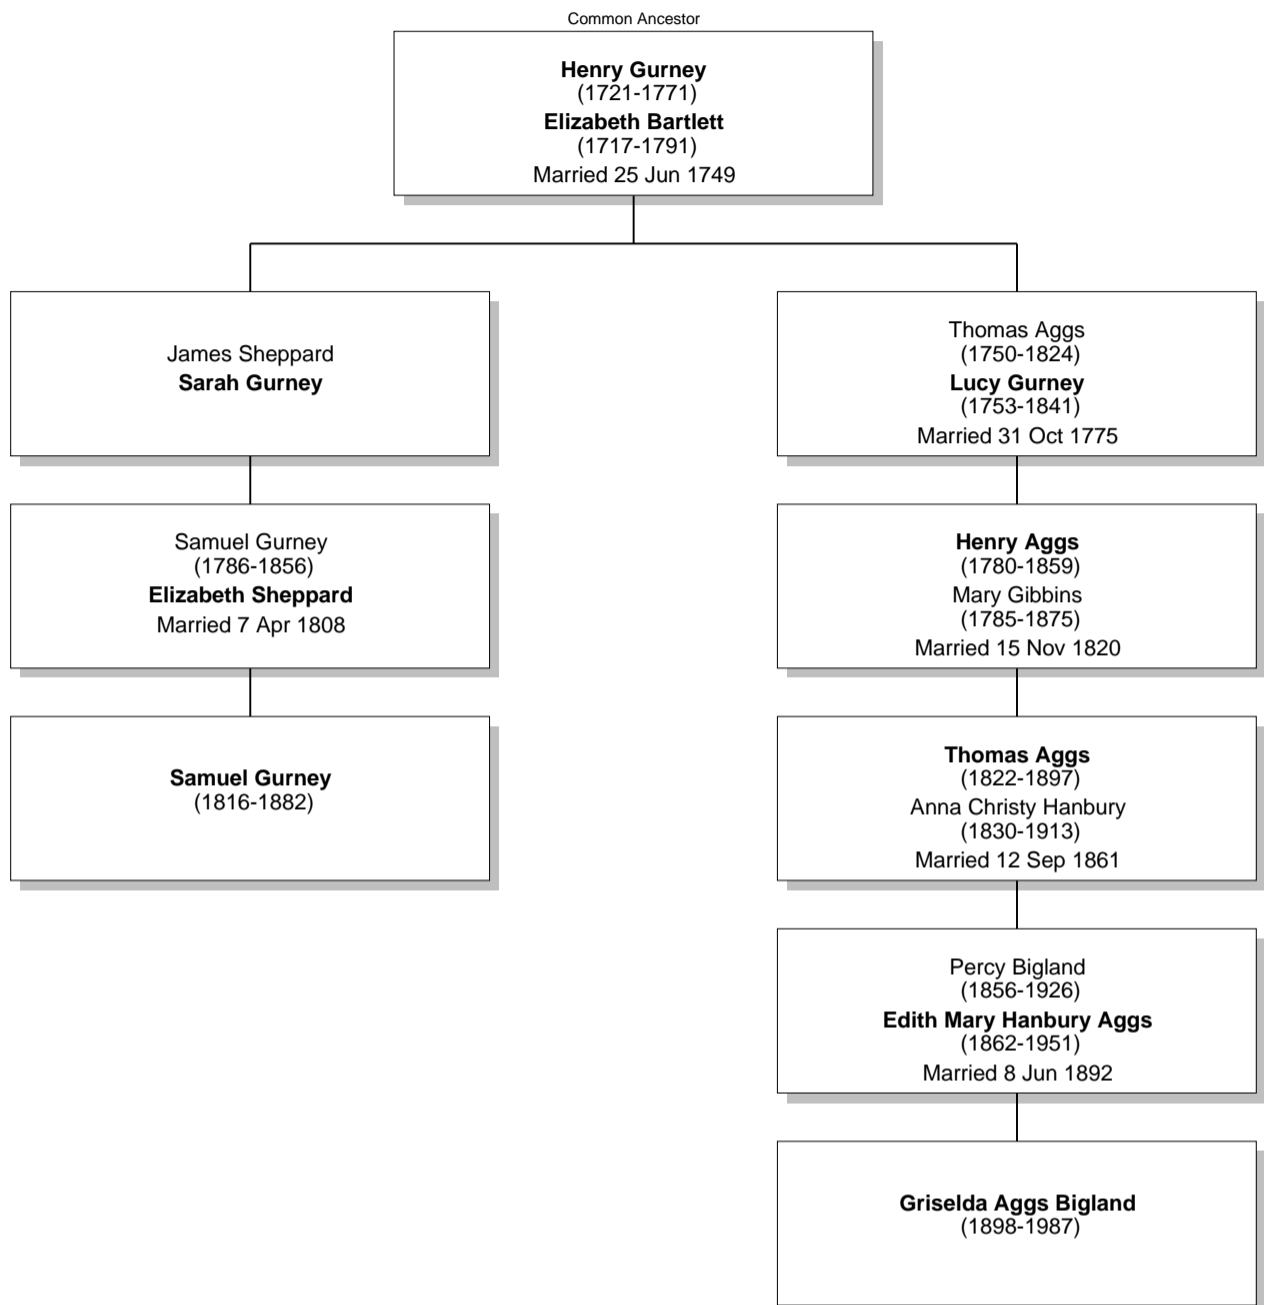 Common Ancestor
Henry Gurney
(1721-1771)
Elizabeth Bartlett
(1717-1791)
Married 25 Jun 1749
James Sheppard
Sarah Gurney
Thomas Aggs
(1750-1824)
Lucy Gurney
(1753-1841)
Married 31 Oct 1775
Samuel Gurney
(1786-1856)
Elizabeth Sheppard
Married 7 Apr 1808
Henry Aggs
(1780-1859)
Mary Gibbins
(1785-1875)
Married 15 Nov 1820
Samuel Gurney
(1816-1882)
Thomas Aggs
(1822-1897)
Anna Christy Hanbury
(1830-1913)
Married 12 Sep 1861
Percy Bigland
(1856-1926)
Edith Mary Hanbury Aggs
(1862-1951)
Married 8 Jun 1892
Griselda Aggs Bigland
(1898-1987)